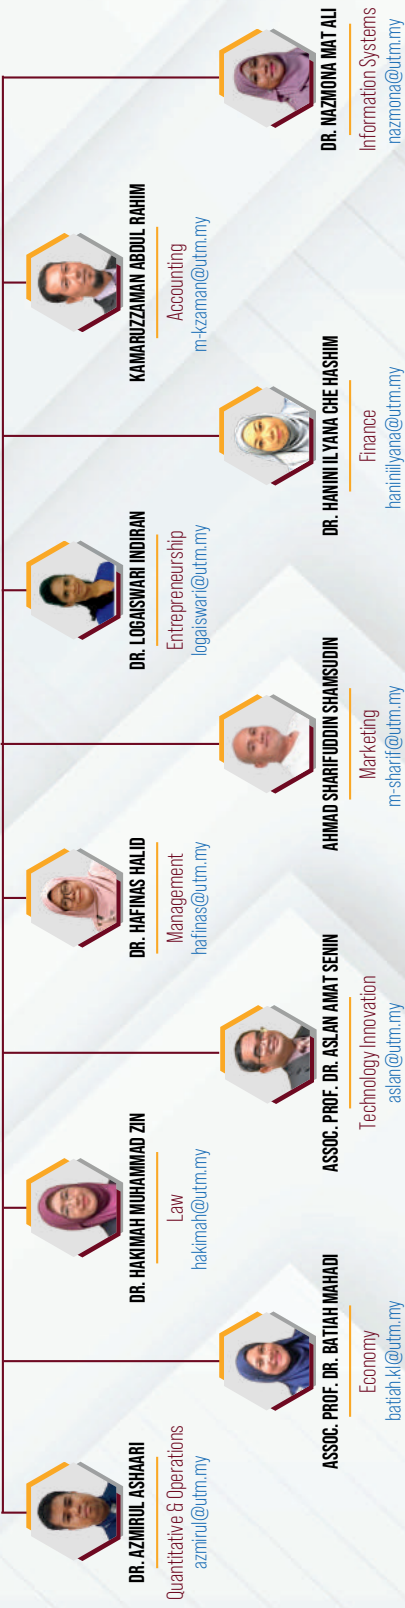 DR. AZMIRUL ASHAARI
Quantitative & Operations
azmirul@utm.my
DR. HAKIMAH MUHAMMAD ZIN
Law
hakimah@utm.my
DR. HAFINAS HALID
Management
hafinas@utm.my
DR. LOGAISWARI INDIRAN
Entrepreneurship
logaiswari@utm.my
KAMARUZZAMAN ABDUL RAHIM
Accounting
m-kzaman@utm.my
ASSOC. PROF. DR. BATIAH MAHADI
Economy
batiah.kl@utm.my
ASSOC. PROF. DR. ASLAN AMAT SENIN
Technology Innovation
aslan@utm.my
AHMAD SHARIFUDDIN SHAMSUDIN
Marketing
m-sharif@utm.my
DR. HANINI ILYANA CHE HASHIM
Finance
haniniilyana@utm.my
DR. NAZMONA MAT ALI
Information Systems
nazmona@utm.my